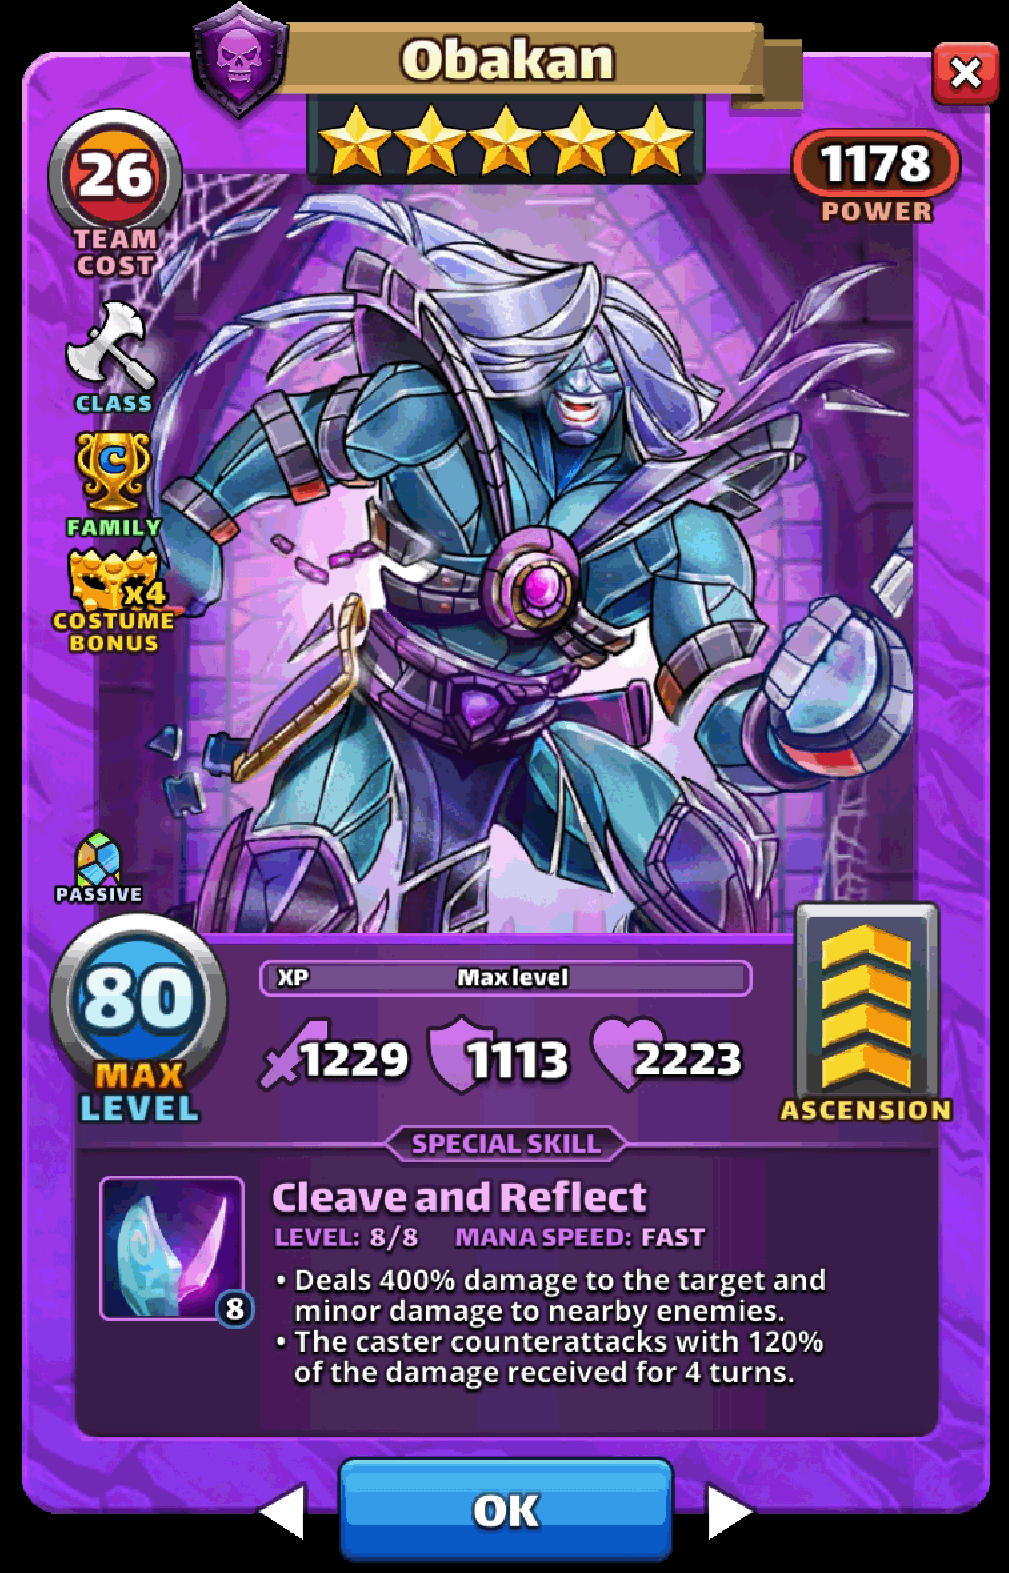 Obakan
26
TEAM
COST
1178
POWER
CLASS
C
FAMILY
x4
COSTUME
BONUS
PASSIVE
80
MAX
LEVEL
XP Max level
1229 1113 2223
ASCENSION
SPECIAL SKILL
Cleave and Reflect
LEVEL: 8/8 MANA SPEED: FAST
8
• Deals 400% damage to the target and
minor damage to nearby enemies.
• The caster counterattacks with 120%
of the damage received for 4 turns.
OK